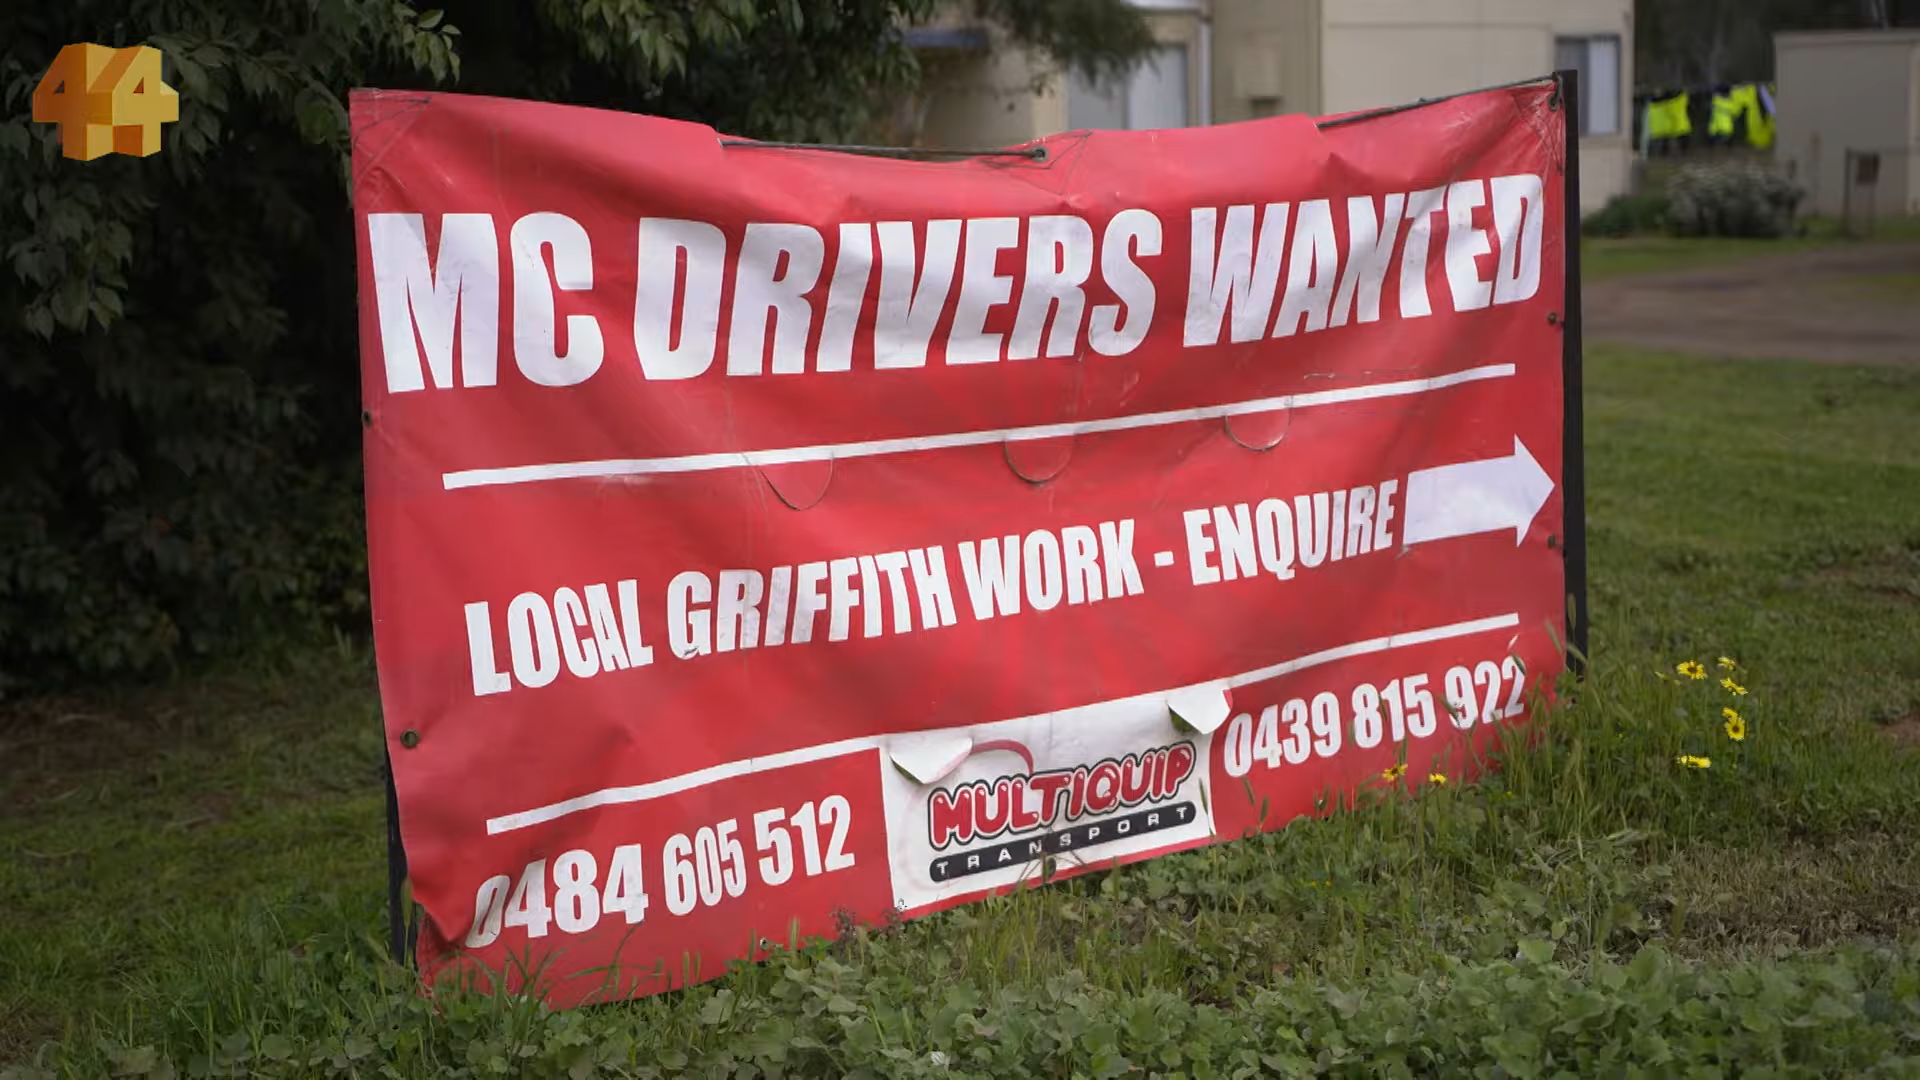 44
MC DRIVERS WANTED
LOCAL GRIFFITH WORK - ENQUIRE
0484 605 512
MULTIQUIP
TRANSPORT
0439 815 922